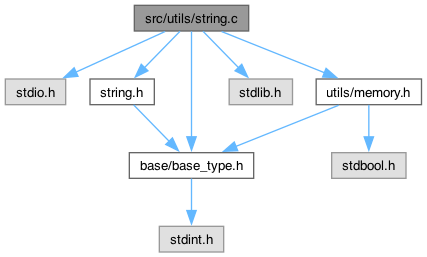 src/utils/string.c
stdio.h
string.h
stdlib.h
utils/memory.h
base/base_type.h
stdbool.h
stdint.h